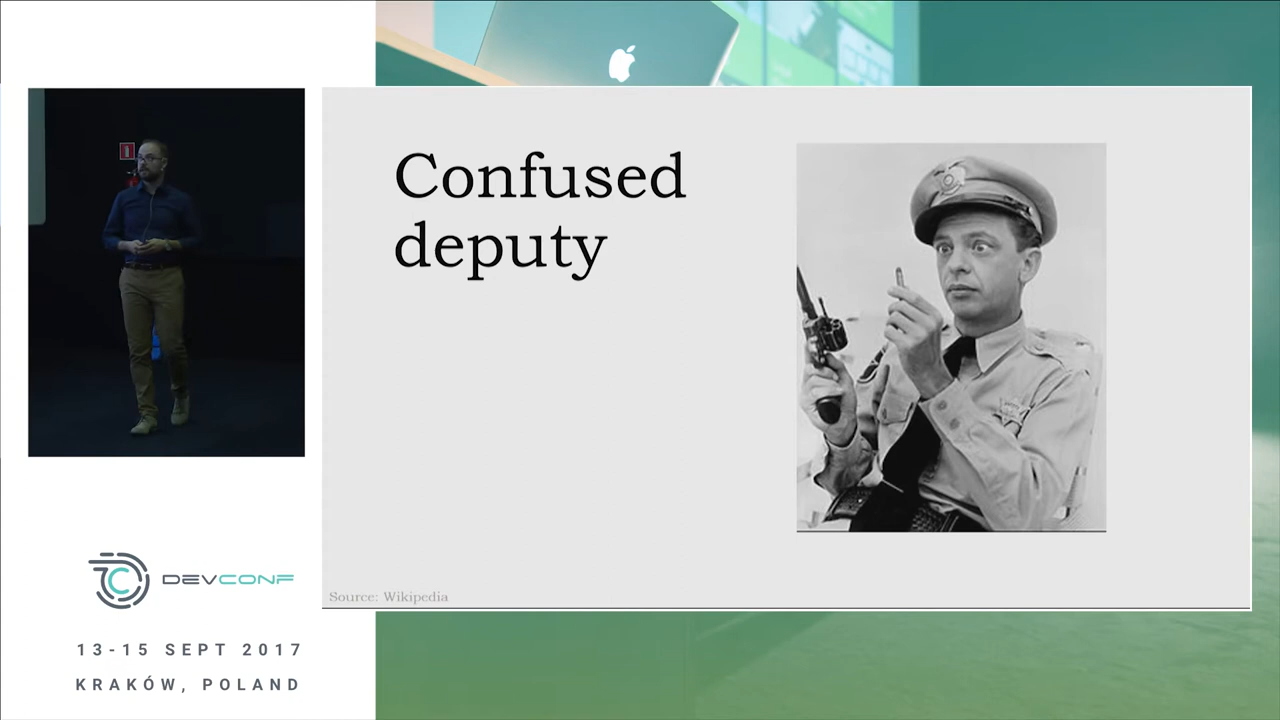 Confused
deputy
Source: Wikipedia
DEVCONF
13-15 SEPT 2017
KRAKÓW, POLAND